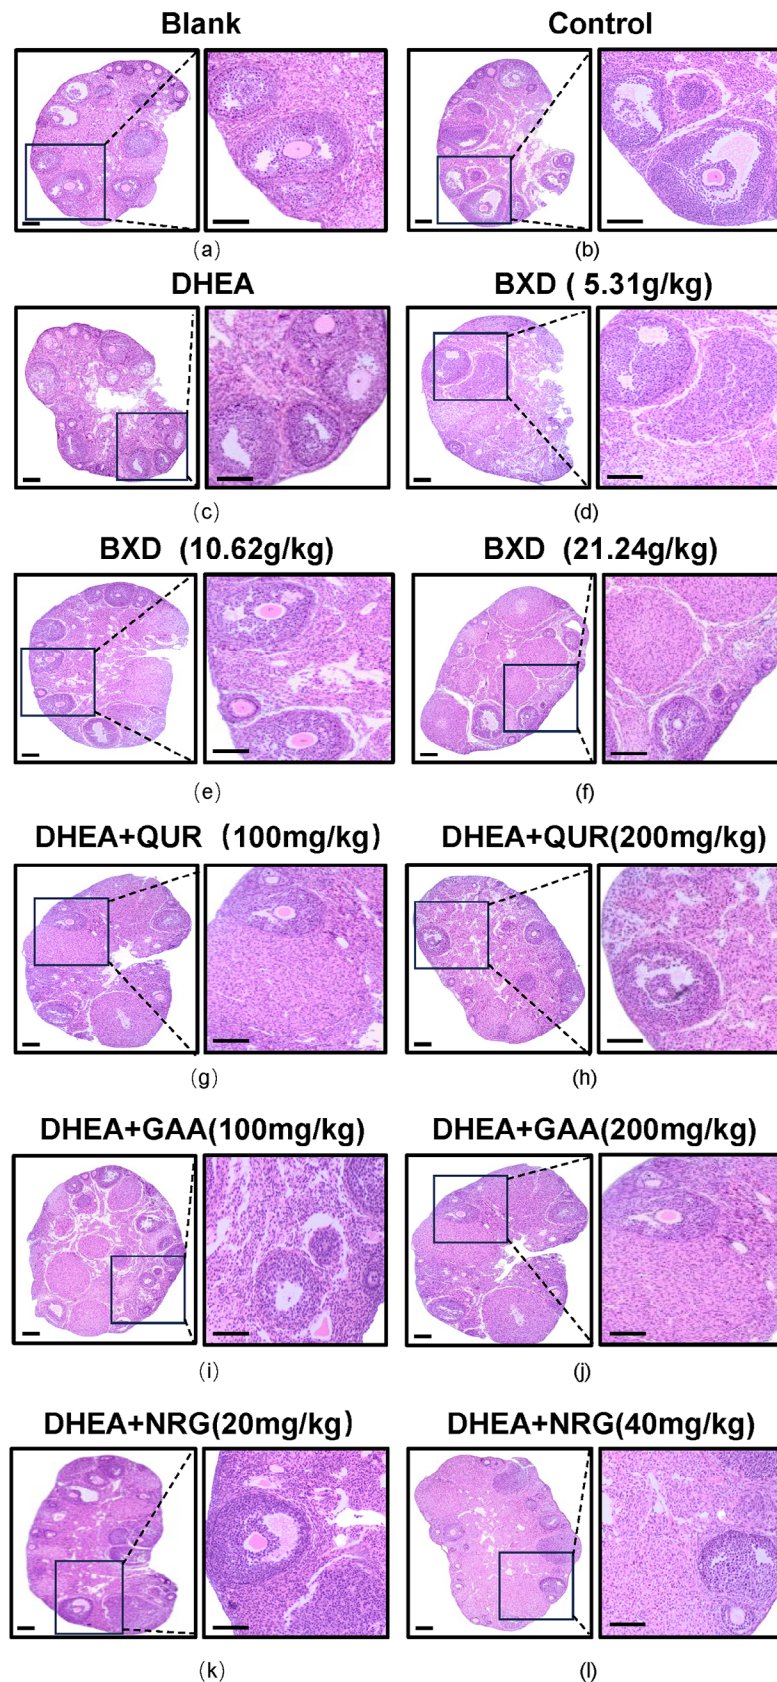 Blank
Control
(a)
(b)
DHEA
BXD ( 5.31g/kg)
(c)
(d)
BXD (10.62g/kg)
BXD (21.24g/kg)
(e)
(f)
DHEA+QUR (100mg/kg)
DHEA+QUR(200mg/kg)
(g)
(h)
DHEA+GAA(100mg/kg)
DHEA+GAA(200mg/kg)
(i)
(j)
DHEA+NRG(20mg/kg)
DHEA+NRG(40mg/kg)
(k)
(l)